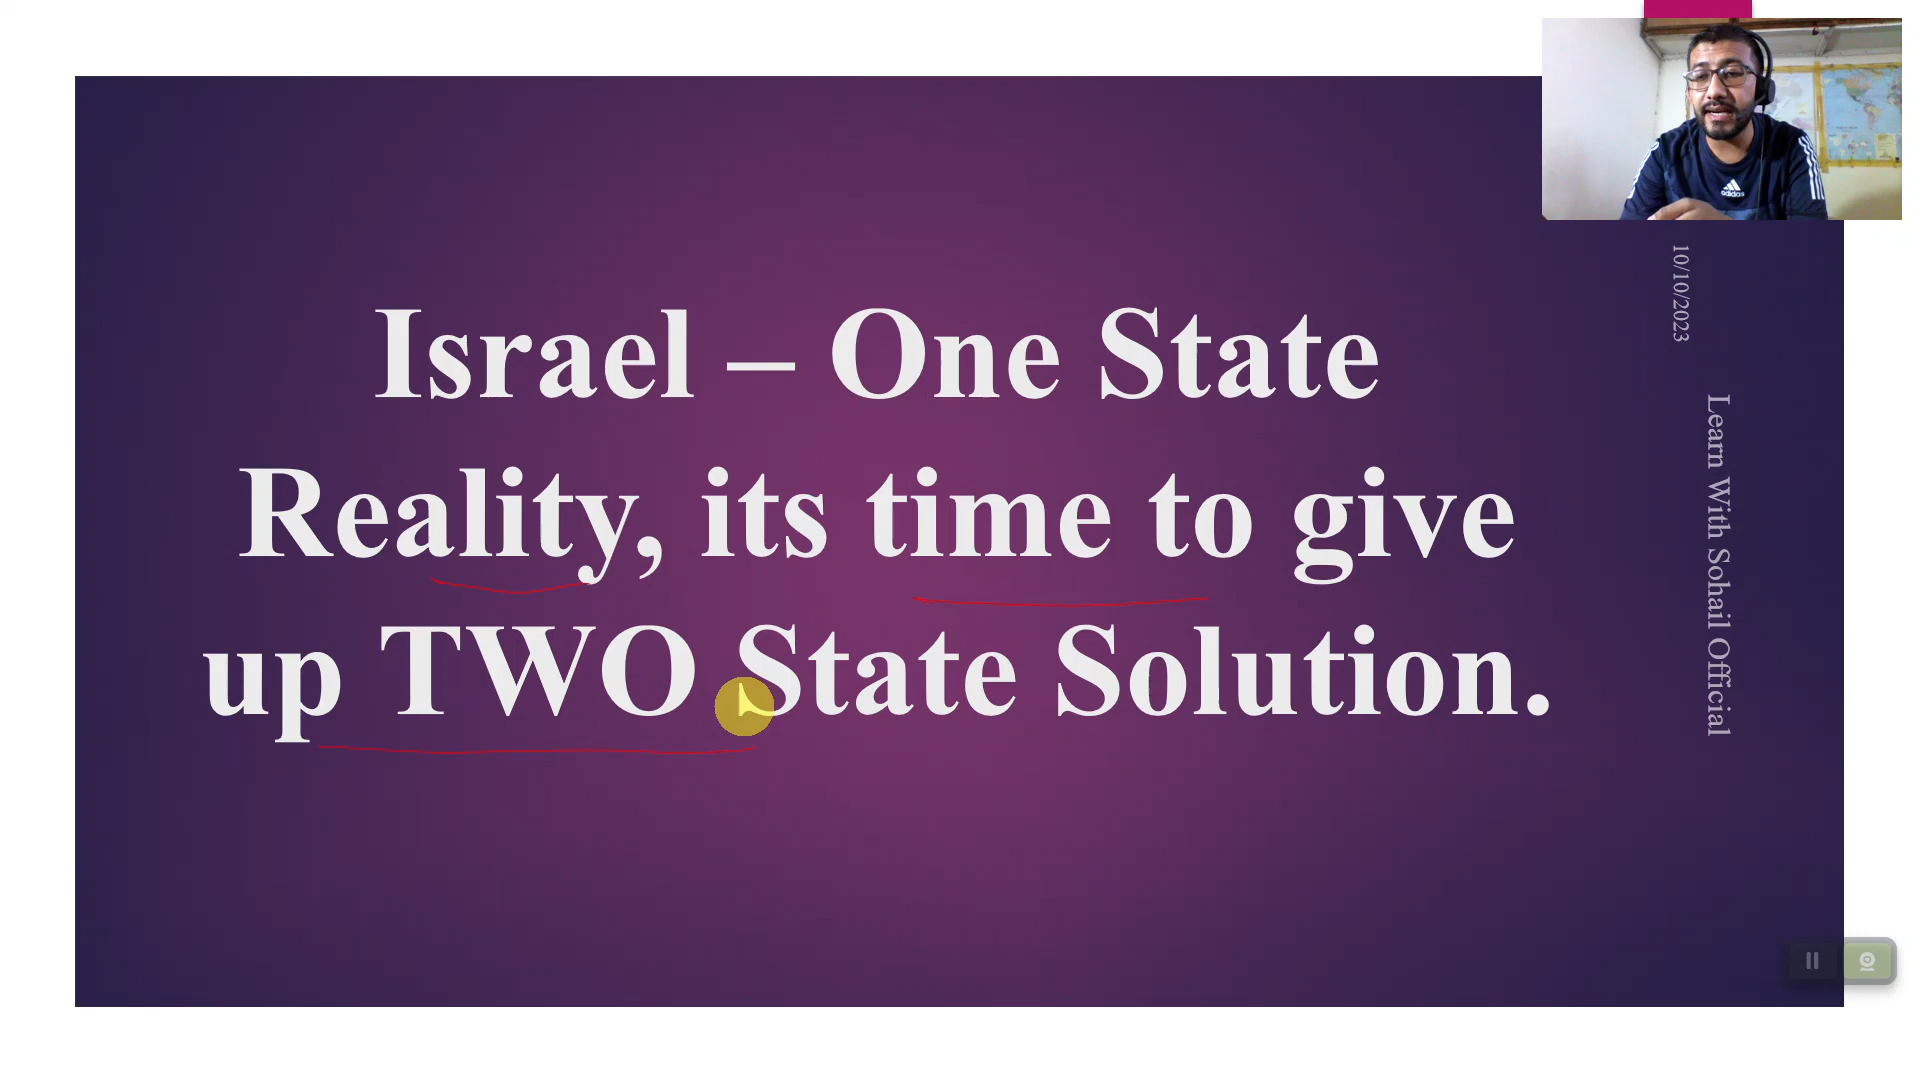 Israel – One State
Reality, its time to give
up TWO State Solution.
10/10/2023
Learn With Sohail Official
adidas